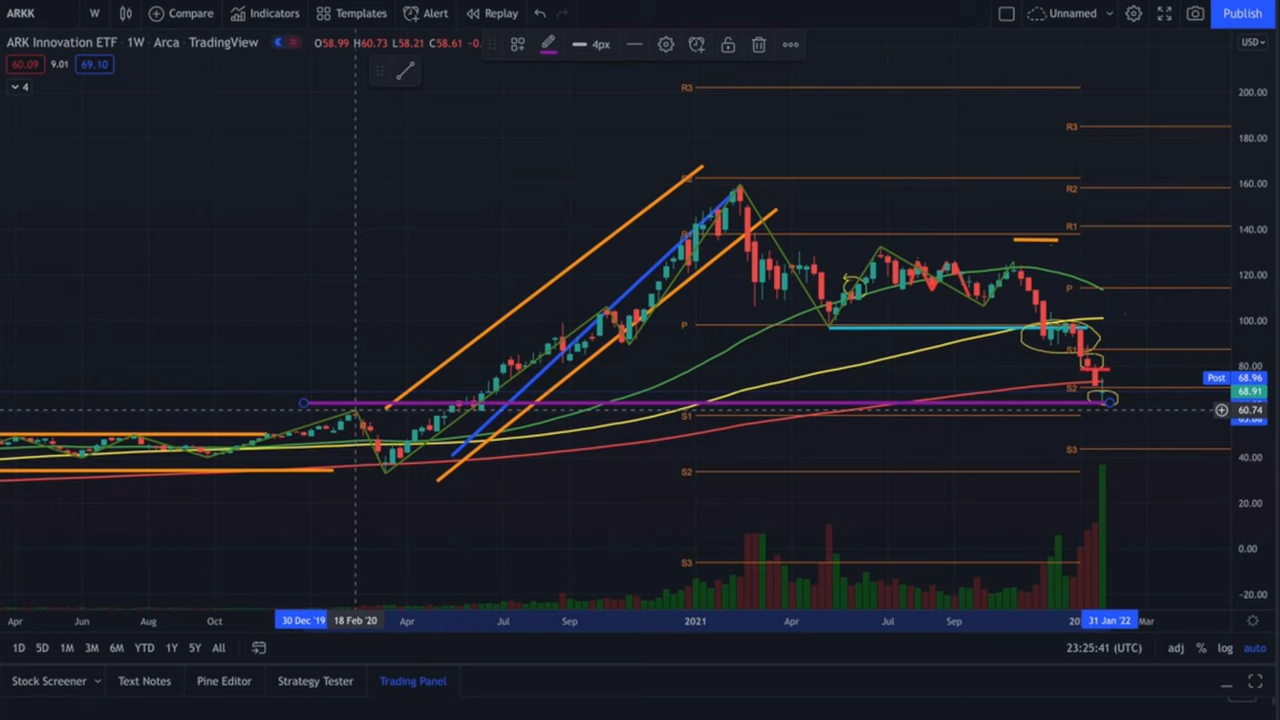 ARKK W Compare Indicators Templates Alert Replay Unnamed Publish
ARK Innovation ETF · 1W · Arca · TradingView O58.99 H60.73 L58.21 C58.61 -0. 4px USD
60.09 9.01 69.10
4
R3
200.00
R3
180.00
R2
160.00
R2
R1
140.00
R1
120.00
P
P
100.00
S1
80.00
S2
Post 68.96
68.91
60.74
S1
S3
40.00
S2
20.00
0.00
S3
-20.00
Apr Jun Aug Oct 30 Dec '19 18 Feb '20 Apr Jul Sep 2021 Apr Jul Sep 31 Jan '22 Mar
1D 5D 1M 3M 6M YTD 1Y 5Y All 23:25:41 (UTC) adj % log auto
Stock Screener Text Notes Pine Editor Strategy Tester Trading Panel